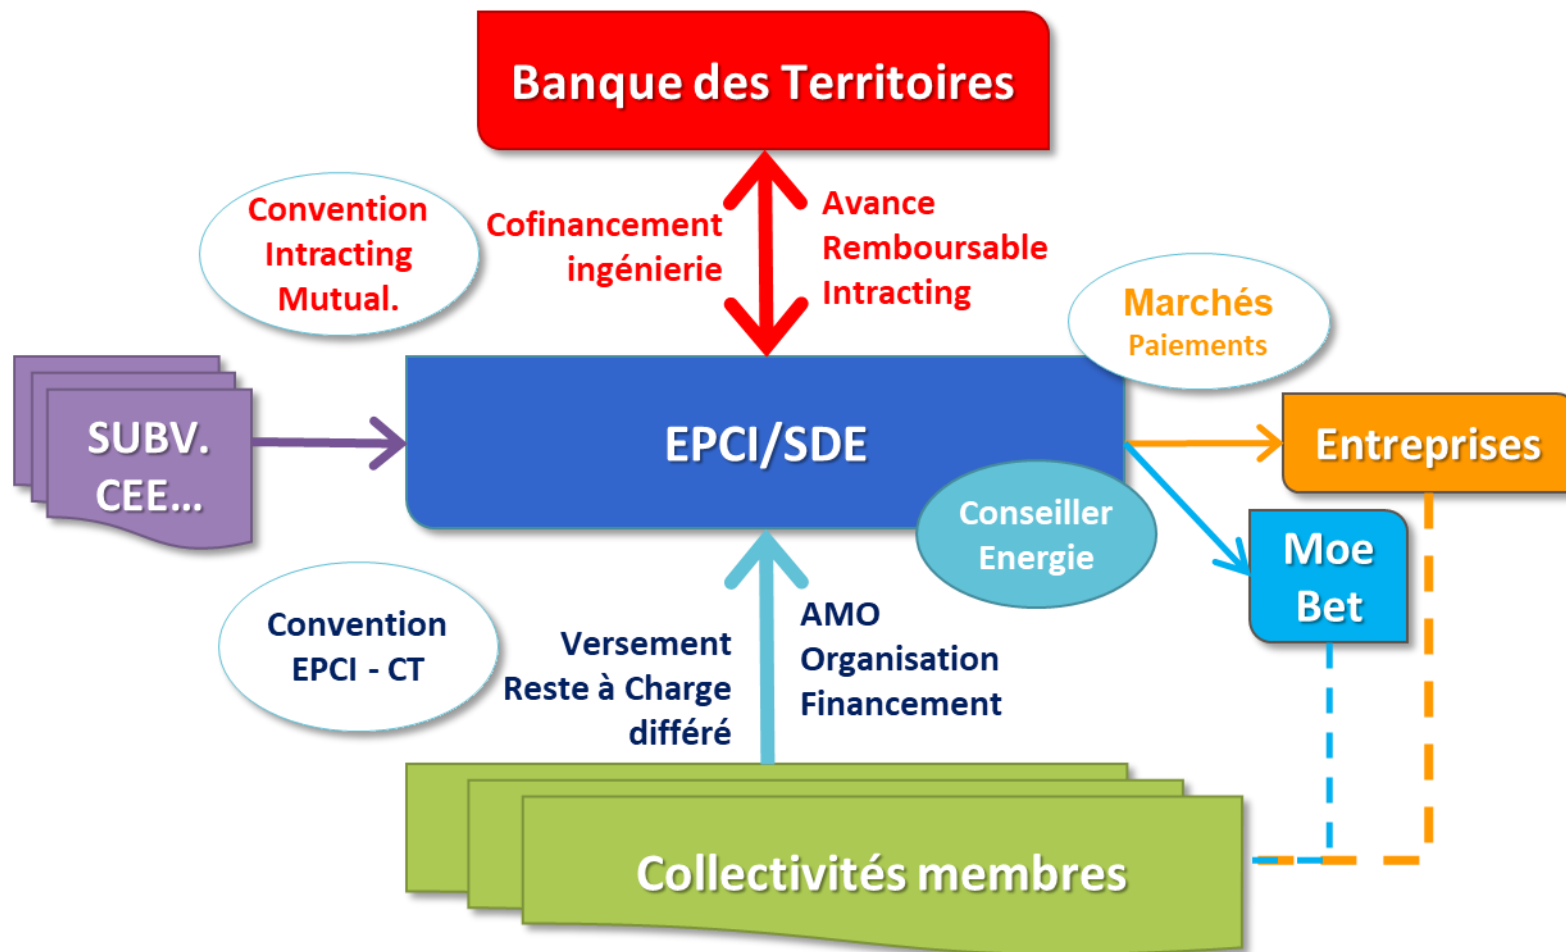 Banque des Territoires
Convention
Intracting
Mutual.
Cofinancement
ingénierie
Avance
Remboursable
Intracting
Marchés
Paiements
SUBV.
CEE...
EPCI/SDE
Entreprises
Conseiller
Energie
Moe
Bet
Convention
EPCI - CT
Versement
Reste à Charge
différé
AMO
Organisation
Financement
Collectivités membres